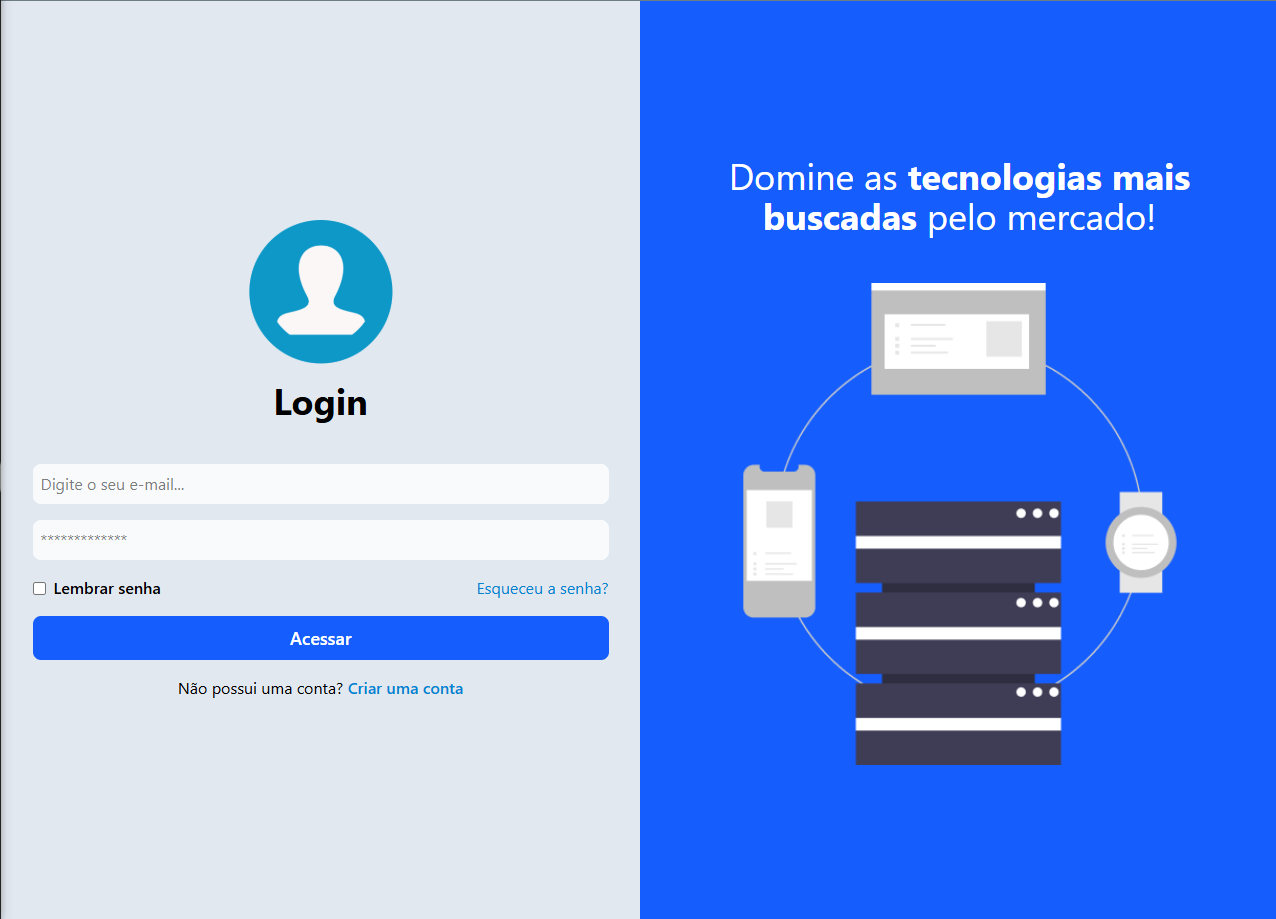 Login
Digite o seu e-mail...
*************
Lembrar senha
Esqueceu a senha?
Acessar
Não possui uma conta? Criar uma conta
Domine as tecnologias mais
buscadas pelo mercado!